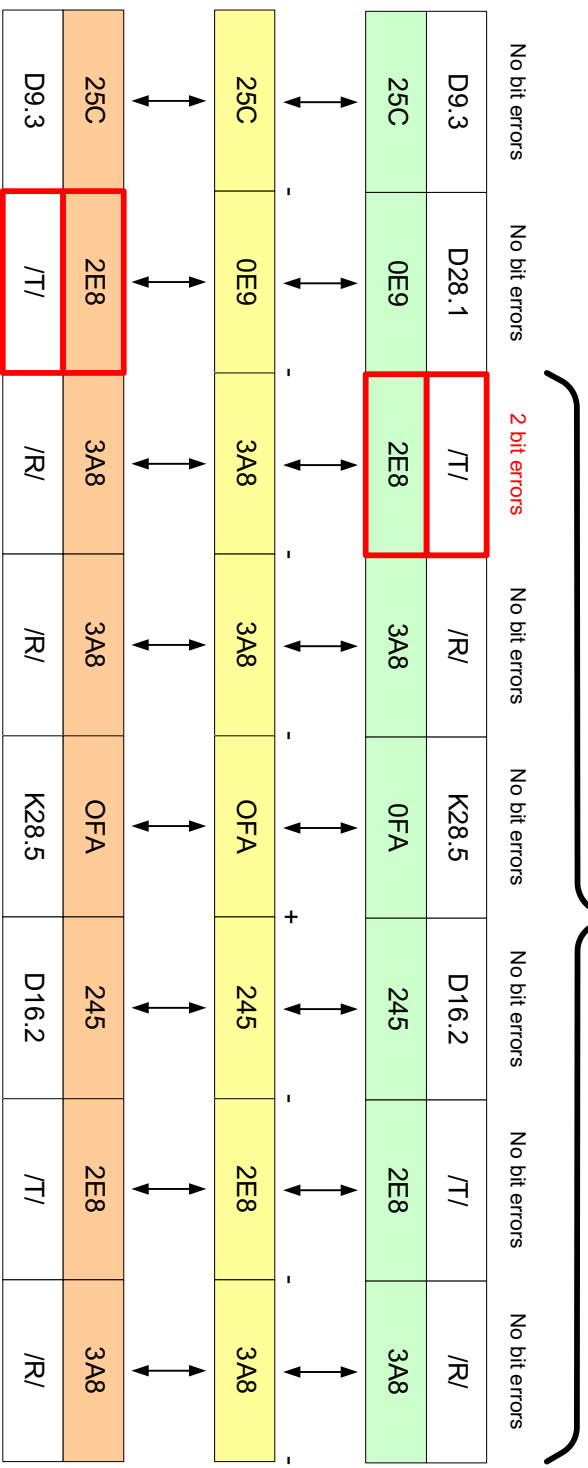 No bit errors No bit errors 2 bit errors No bit errors No bit errors No bit errors No bit errors No bit errors
D9.3 D28.1 /T/ /R/ K28.5 D16.2 /T/ /R/
25C 0E9 2E8 3A8 0FA 245 2E8 3A8
- - - - + - - -
25C 0E9 3A8 3A8 OFA 245 2E8 3A8
25C 2E8 3A8 3A8 OFA 245 2E8 3A8
D9.3 /T/ /R/ /R/ K28.5 D16.2 /T/ /R/